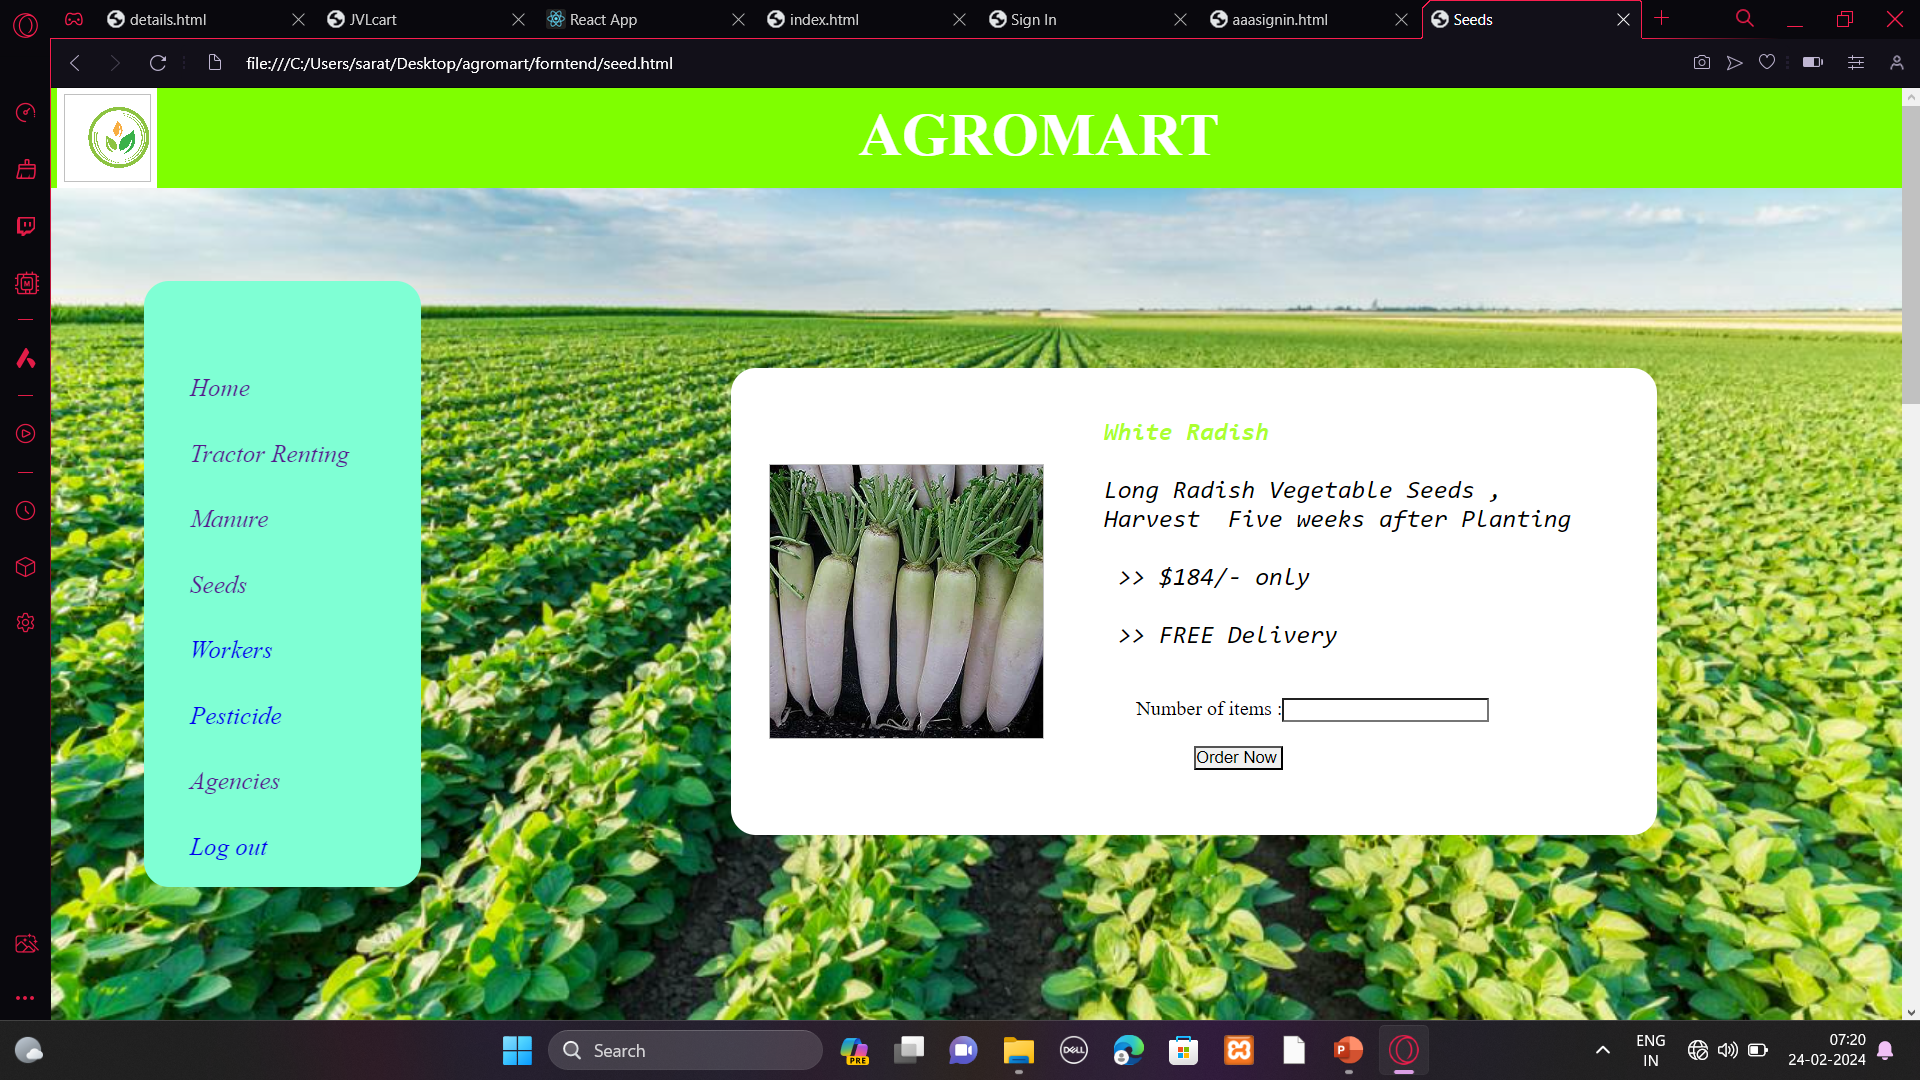 details.html
JVLcart
React App
index.html
Sign In
aaasignin.html
Seeds
file:///C:/Users/sarat/Desktop/agromart/forntend/seed.html
AGROMART
Home
Tractor Renting
Manure
Seeds
Workers
Pesticide
Agencies
Log out
White Radish
Long Radish Vegetable Seeds ,
Harvest  Five weeks after Planting
>> $184/- only
>> FREE Delivery
Number of items :
Order Now
Search
PRE
DELL
P
ENG
IN
07:20
24-02-2024